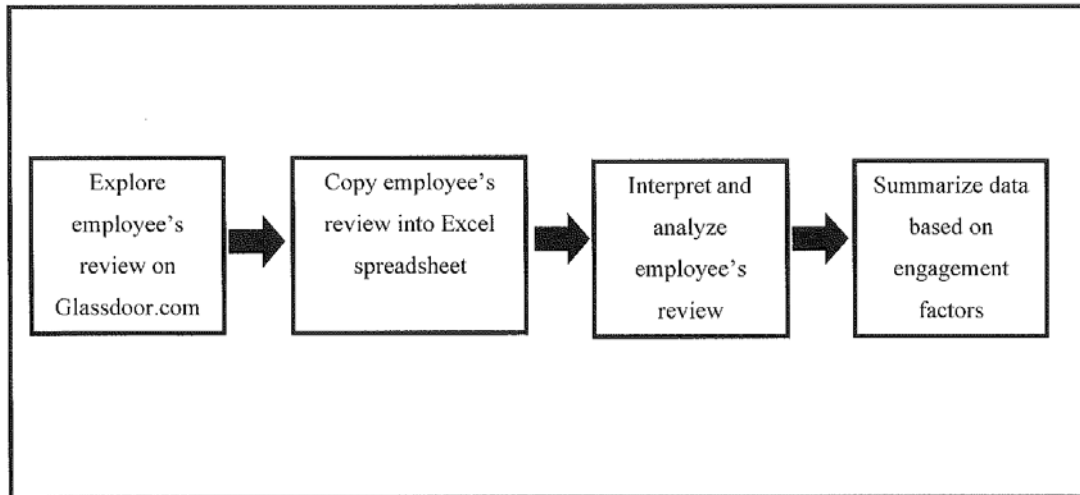 Explore
employee's
review on
Glassdoor.com
Copy employee's
review into Excel
spreadsheet
Interpret and
analyze
employee's
review
Summarize data
based on
engagement
factors